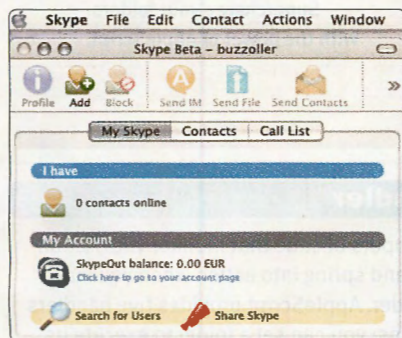 Skype File Edit Contact Actions Window
Skype Beta – buzzoller
Profile Add Block Send IM Send File Send Contacts »
My Skype Contacts Call List
I have
0 contacts online
My Account
SkypeOut balance: 0.00 EUR
Click here to go to your account page
Search for Users Share Skype